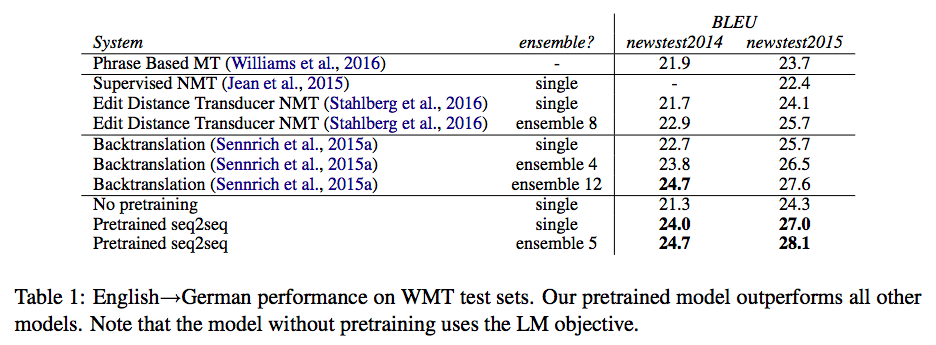 BLEU
System ensemble? newstest2014 newstest2015
Phrase Based MT (Williams et al., 2016) - 21.9 23.7
Supervised NMT (Jean et al., 2015) single - 22.4
Edit Distance Transducer NMT (Stahlberg et al., 2016) single 21.7 24.1
Edit Distance Transducer NMT (Stahlberg et al., 2016) ensemble 8 22.9 25.7
Backtranslation (Sennrich et al., 2015a) single 22.7 25.7
Backtranslation (Sennrich et al., 2015a) ensemble 4 23.8 26.5
Backtranslation (Sennrich et al., 2015a) ensemble 12 24.7 27.6
No pretraining single 21.3 24.3
Pretrained seq2seq single 24.0 27.0
Pretrained seq2seq ensemble 5 24.7 28.1
Table 1: English→German performance on WMT test sets. Our pretrained model outperforms all other
models. Note that the model without pretraining uses the LM objective.